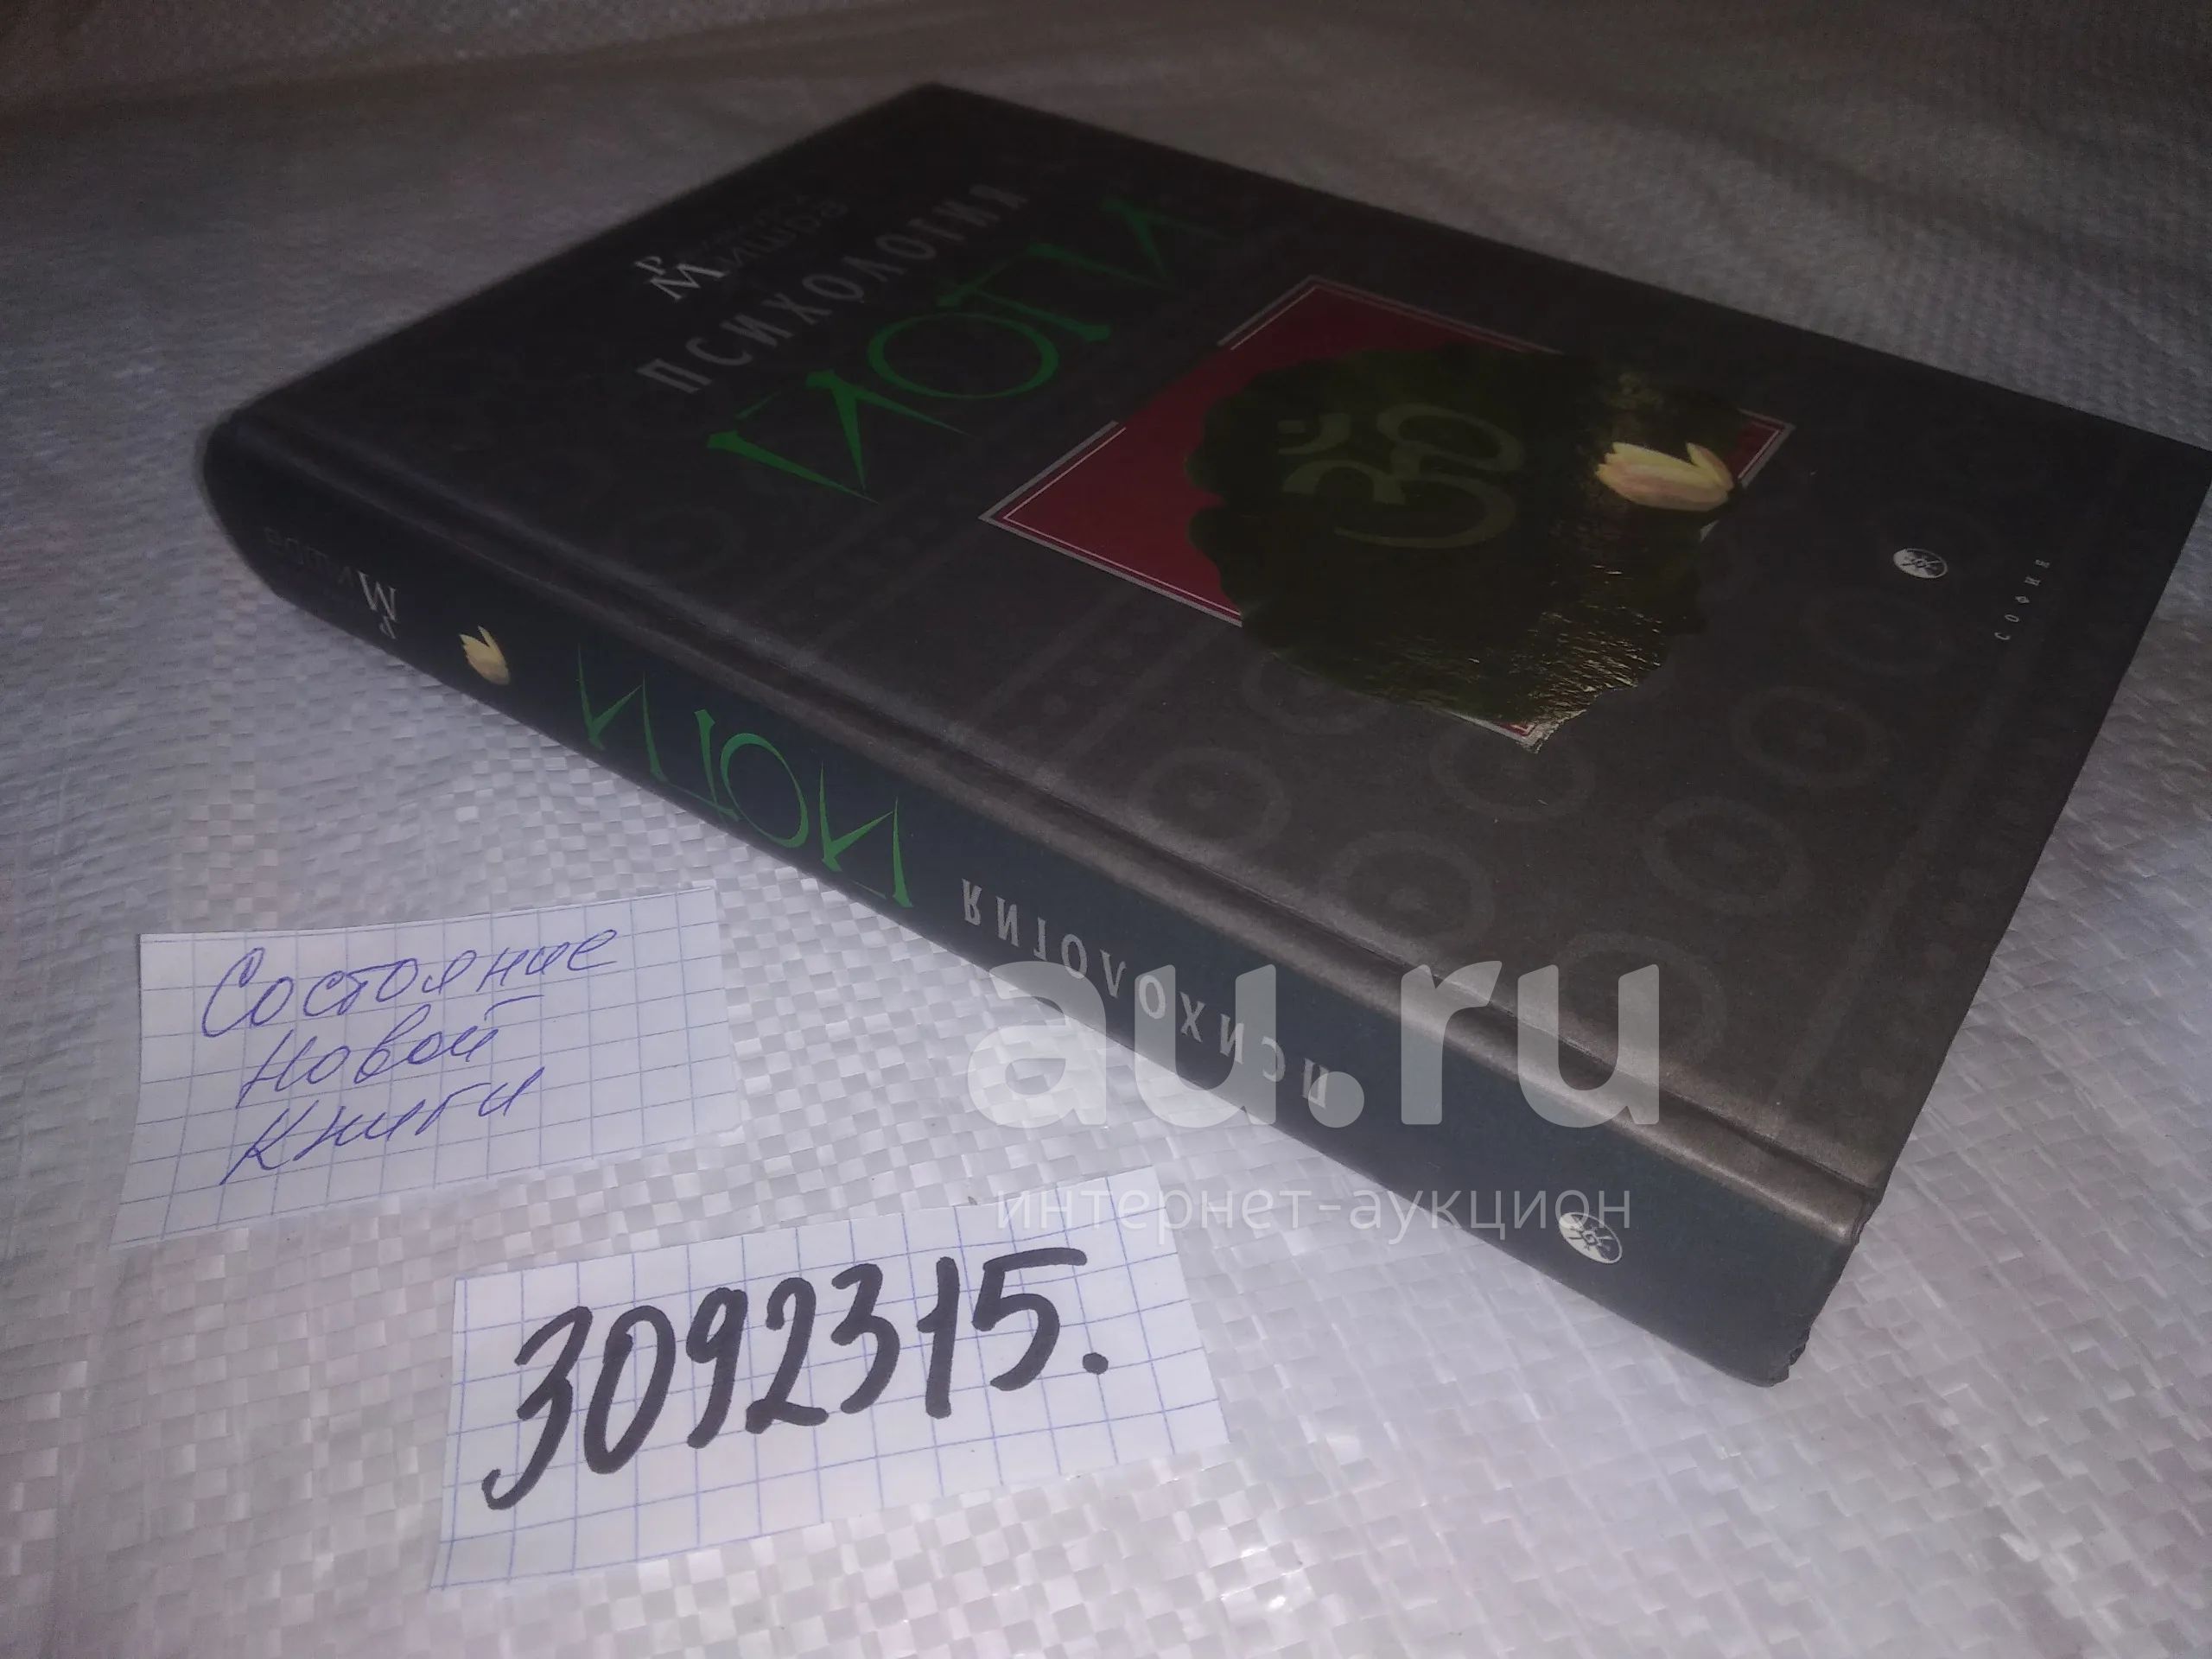 Мишра
ПСИХОЛОГИЯ
ЙОГИ
СОФИЯ
Р Мишра
ЙОГИ
ПСИХОЛОГИЯ
Состояние
новой
книги
3092315.
au.ru
интернет-аукцион